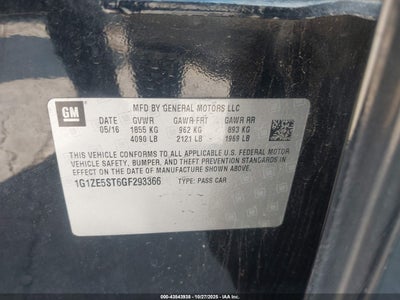 GM
MFD BY GENERAL MOTORS LLC
DATE GVWR GAWR FRT GAWR RR
05/16 1855 KG 962 KG 893 KG
4090 LB 2121 LB 1969 LB
THIS VEHICLE CONFORMS TO ALL APPLICABLE U.S. FEDERAL MOTOR
VEHICLE SAFETY, BUMPER, AND THEFT PREVENTION STANDARDS
IN EFFECT ON THE DATE OF MANUFACTURE SHOWN ABOVE.
1G1ZE5ST6GF293366 TYPE: PASS CAR
000-43843938 - 10/27/2025 - IAA